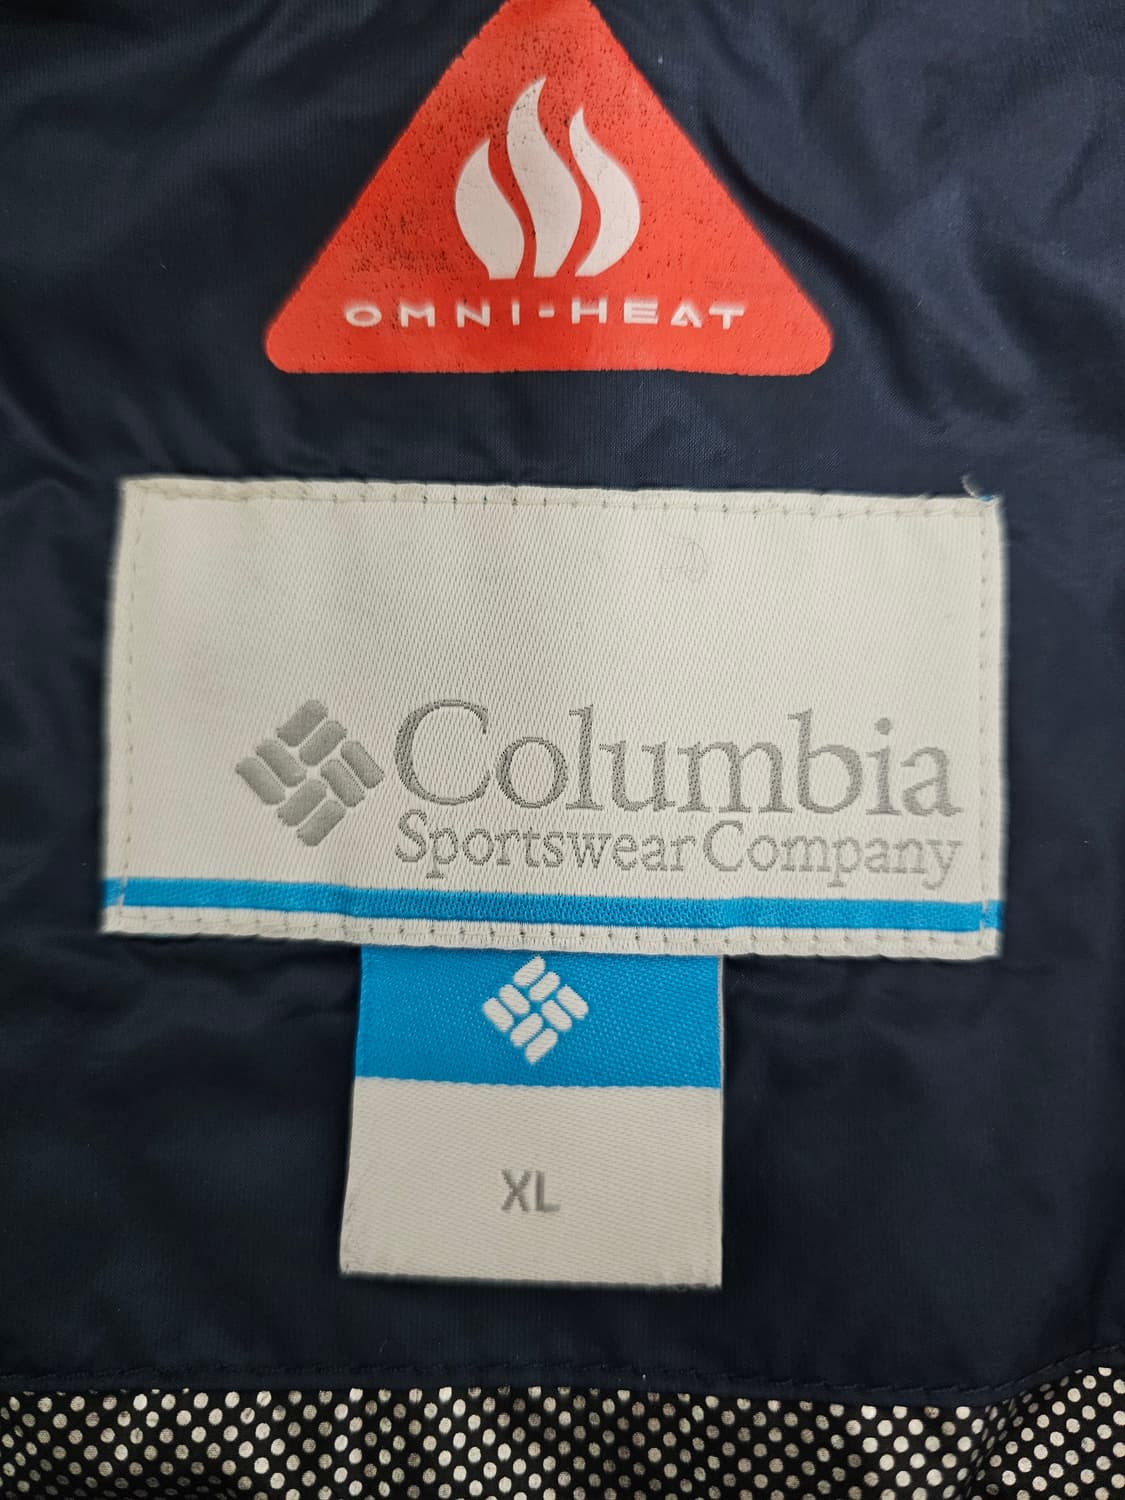 OMNI-HEAT
Columbia
Sportswear Company
XL